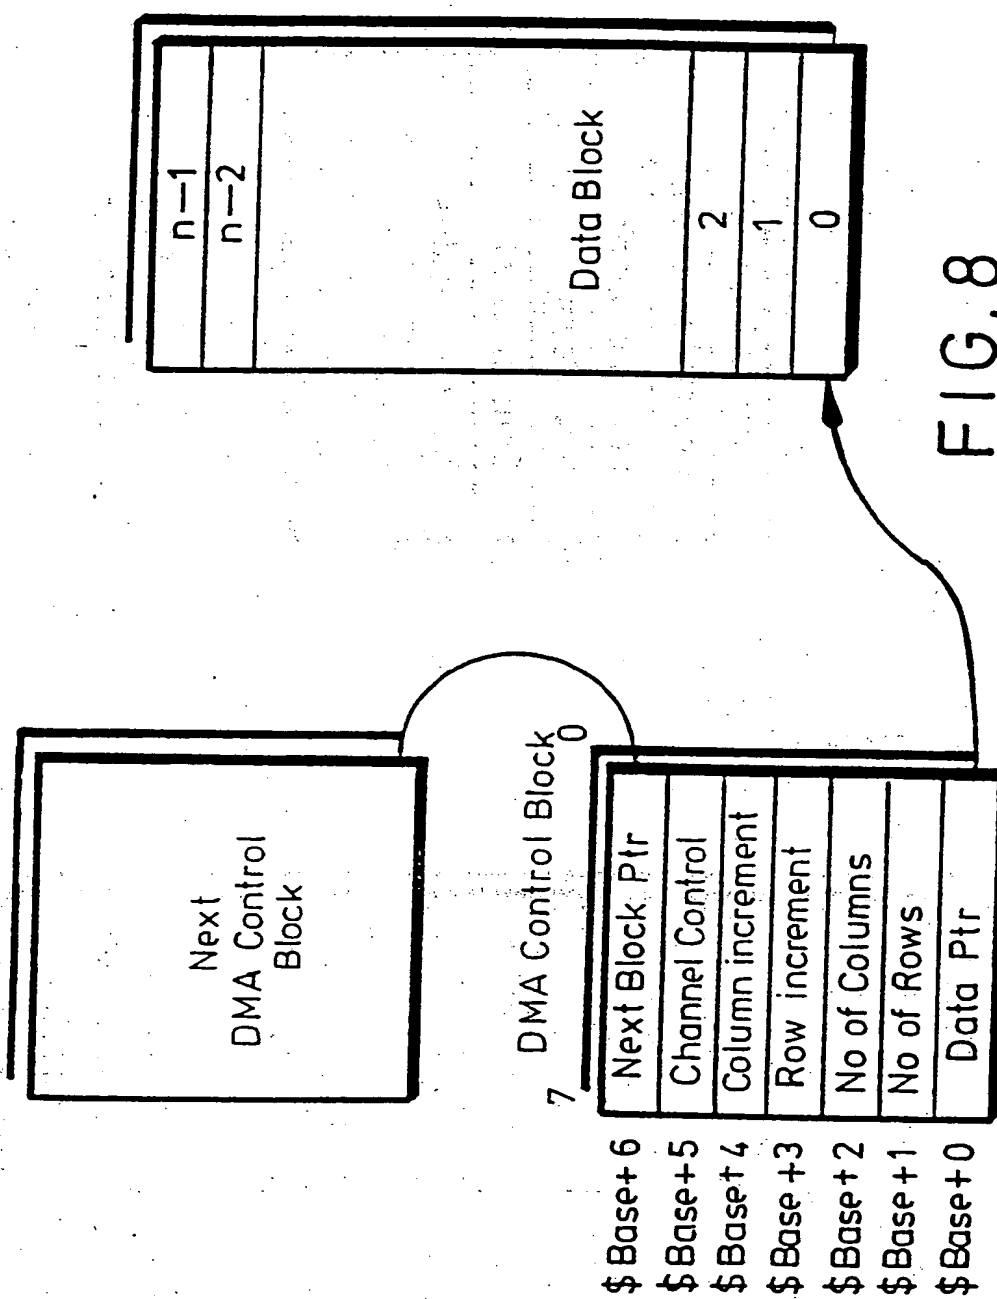 Next
DMA Control
Block
DMA Control Block
7 0
$Base+6 Next Block Ptr
$Base+5 Channel Control
$Base+4 Column increment
$Base+3 Row increment
$Base+2 No of Columns
$Base+1 No of Rows
$Base+0 Data Ptr
n-1
n-2
Data Block
2
1
0
FIG. 8